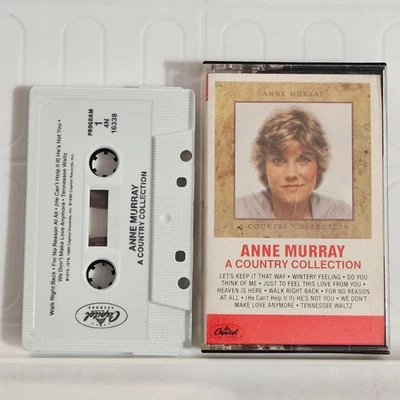 PROGRAM
1
4N
16338
ANNE MURRAY
A COUNTRY COLLECTION
Walk Right Back • For No Reason At All • (He Can't Help It If) He's Not You •
We Don't Make Love Anymore • Tennessee Waltz
Capitol
ANNE MURRAY
COUNTRY COLLECTION
ANNE MURRAY
A COUNTRY COLLECTION
LET'S KEEP IT THAT WAY • WINTERY FEELING • DO YOU
THINK OF ME • JUST TO FEEL THIS LOVE FROM YOU •
HEAVEN IS HERE • WALK RIGHT BACK • FOR NO REASON
AT ALL • (He Can't Help It If) HE'S NOT YOU • WE DON'T
MAKE LOVE ANYMORE • TENNESSEE WALTZ
Capitol